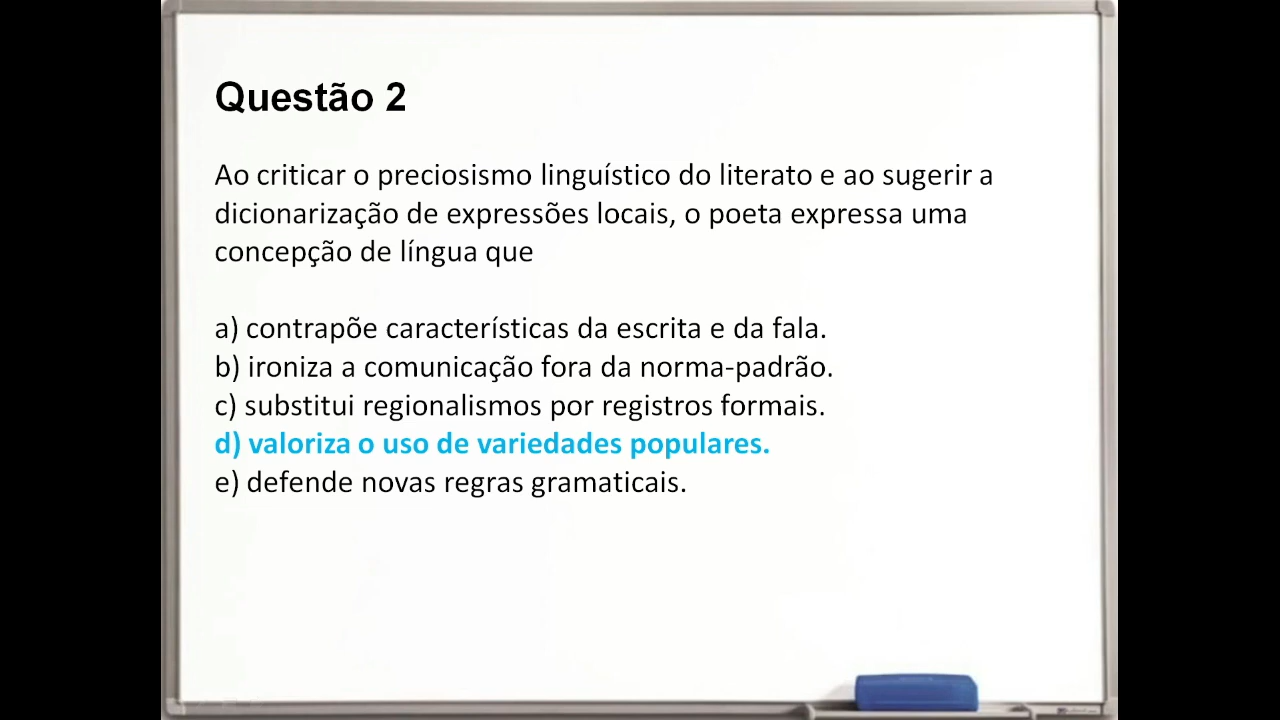 Questão 2
Ao criticar o preciosismo linguístico do literato e ao sugerir a
dicionarização de expressões locais, o poeta expressa uma
concepção de língua que
a) contrapõe características da escrita e da fala.
b) ironiza a comunicação fora da norma-padrão.
c) substitui regionalismos por registros formais.
d) valoriza o uso de variedades populares.
e) defende novas regras gramaticais.